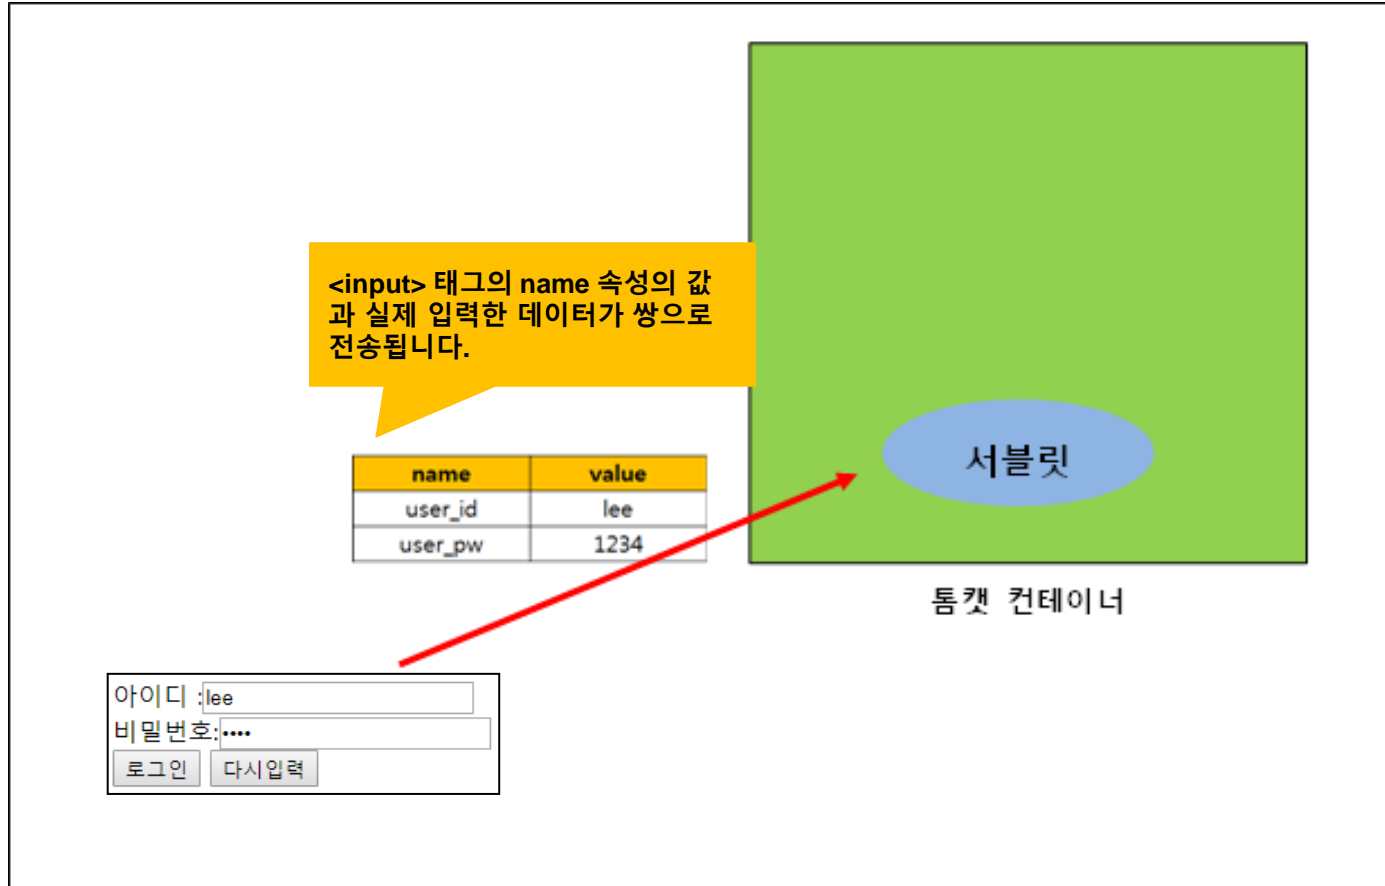 <input> 태그의 name 속성의 값
과 실제 입력한 데이터가 쌍으로
전송됩니다.
서블릿
name value
user_id lee
user_pw 1234
톰캣 컨테이너
아이디 :lee
비밀번호:••••
로그인 다시입력